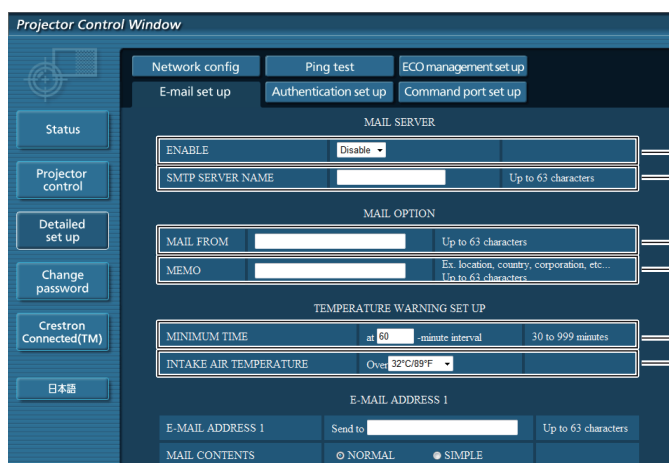 Projector Control Window
Network config Ping test ECO management set up
E-mail set up Authentication set up Command port set up
Status
Projector
control
Detailed
set up
Change
password
Crestron
Connected(TM)
日本語
MAIL SERVER
ENABLE Disable
SMTP SERVER NAME Up to 63 characters
MAIL OPTION
MAIL FROM Up to 63 characters
MEMO Ex. location, country, corporation, etc...
Up to 63 characters
TEMPERATURE WARNING SET UP
MINIMUM TIME at 60 -minute interval 30 to 999 minutes
INTAKE AIR TEMPERATURE Over 32°C/89°F
E-MAIL ADDRESS 1
E-MAIL ADDRESS 1 Send to Up to 63 characters
MAIL CONTENTS NORMAL SIMPLE